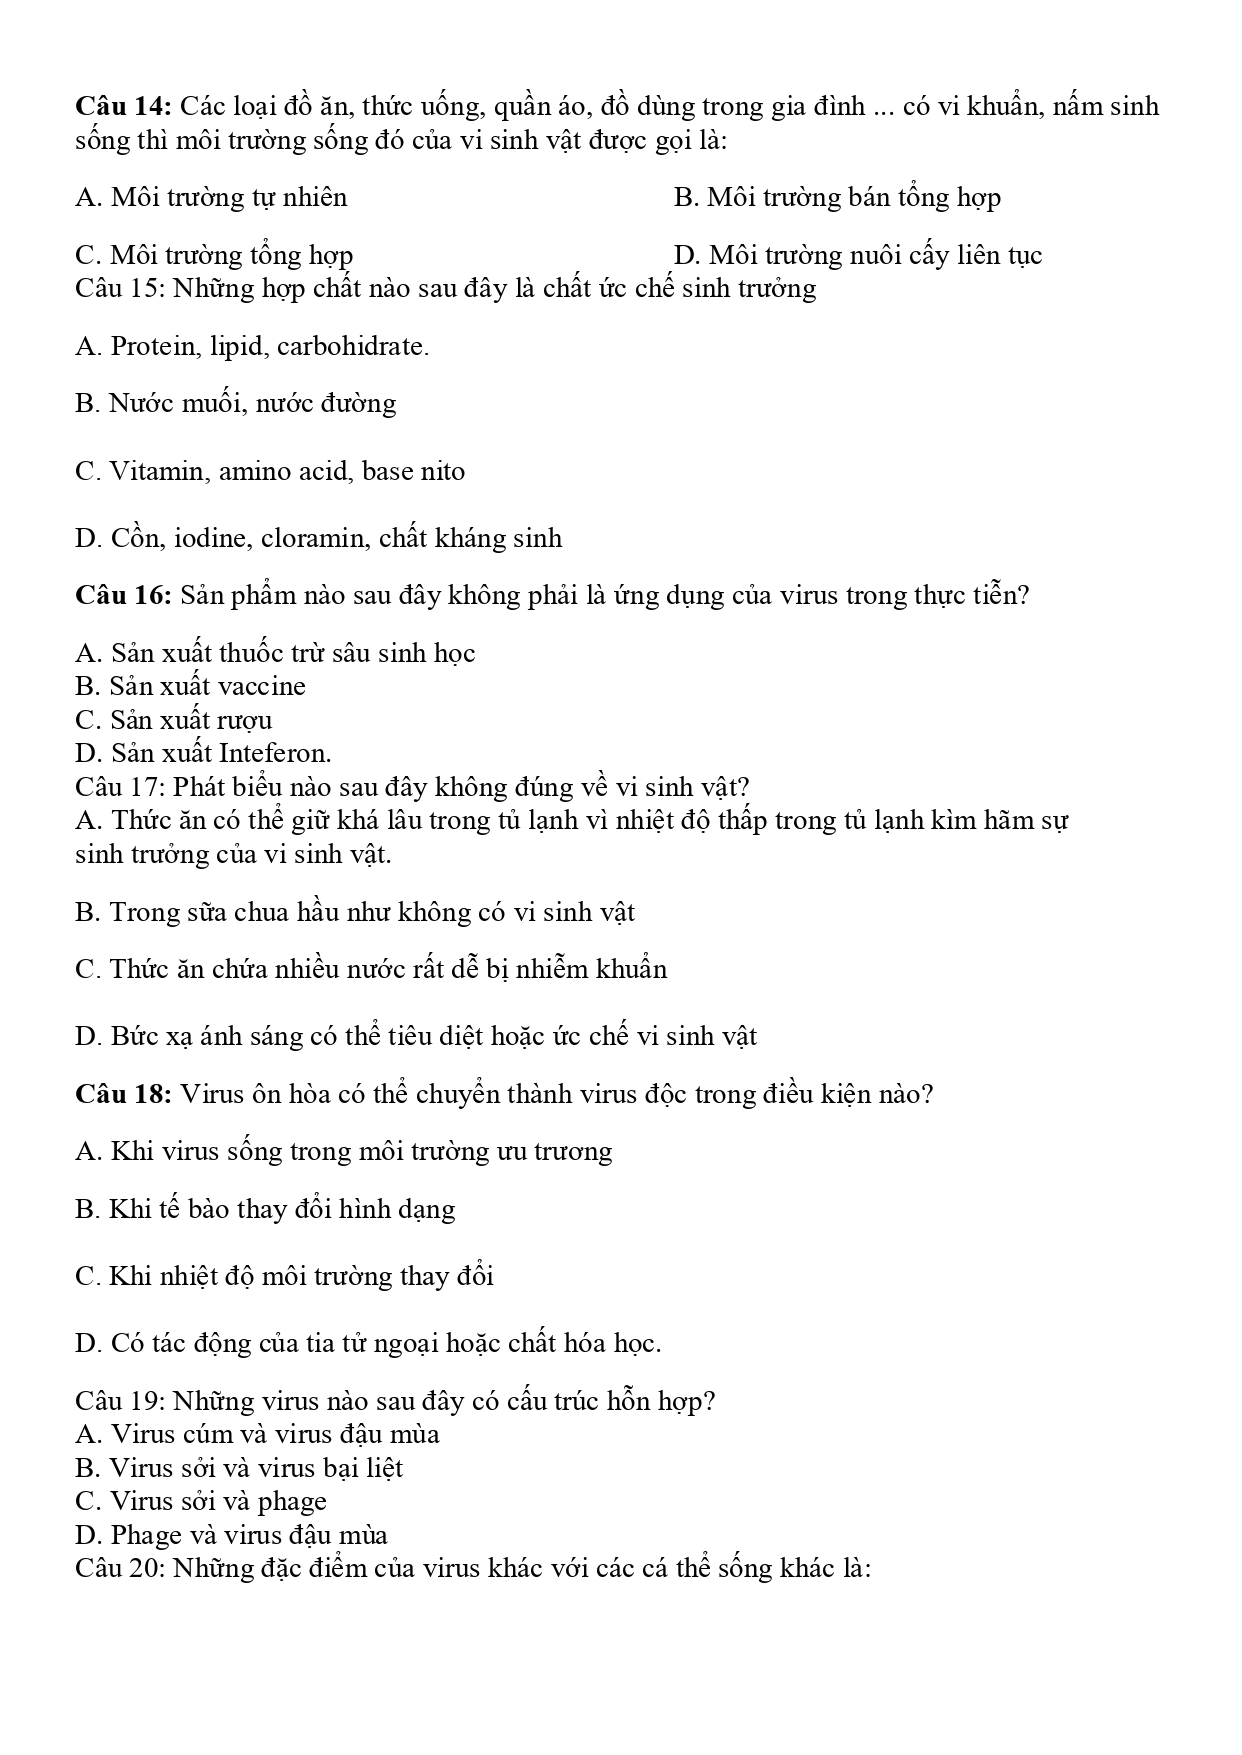 Câu 14: Các loại đồ ăn, thức uống, quần áo, đồ dùng trong gia đình ... có vi khuẩn, nấm sinh
sống thì môi trường sống đó của vi sinh vật được gọi là:
A. Môi trường tự nhiên B. Môi trường bán tổng hợp
C. Môi trường tổng hợp D. Môi trường nuôi cấy liên tục
Câu 15: Những hợp chất nào sau đây là chất ức chế sinh trưởng
A. Protein, lipid, carbohidrate.
B. Nước muối, nước đường
C. Vitamin, amino acid, base nito
D. Cồn, iodine, cloramin, chất kháng sinh
Câu 16: Sản phẩm nào sau đây không phải là ứng dụng của virus trong thực tiễn?
A. Sản xuất thuốc trừ sâu sinh học
B. Sản xuất vaccine
C. Sản xuất rượu
D. Sản xuất Inteferon.
Câu 17: Phát biểu nào sau đây không đúng về vi sinh vật?
A. Thức ăn có thể giữ khá lâu trong tủ lạnh vì nhiệt độ thấp trong tủ lạnh kìm hãm sự
sinh trưởng của vi sinh vật.
B. Trong sữa chua hầu như không có vi sinh vật
C. Thức ăn chứa nhiều nước rất dễ bị nhiễm khuẩn
D. Bức xạ ánh sáng có thể tiêu diệt hoặc ức chế vi sinh vật
Câu 18: Virus ôn hòa có thể chuyển thành virus độc trong điều kiện nào?
A. Khi virus sống trong môi trường ưu trương
B. Khi tế bào thay đổi hình dạng
C. Khi nhiệt độ môi trường thay đổi
D. Có tác động của tia tử ngoại hoặc chất hóa học.
Câu 19: Những virus nào sau đây có cấu trúc hỗn hợp?
A. Virus cúm và virus đậu mùa
B. Virus sởi và virus bại liệt
C. Virus sởi và phage
D. Phage và virus đậu mùa
Câu 20: Những đặc điểm của virus khác với các cá thể sống khác là: